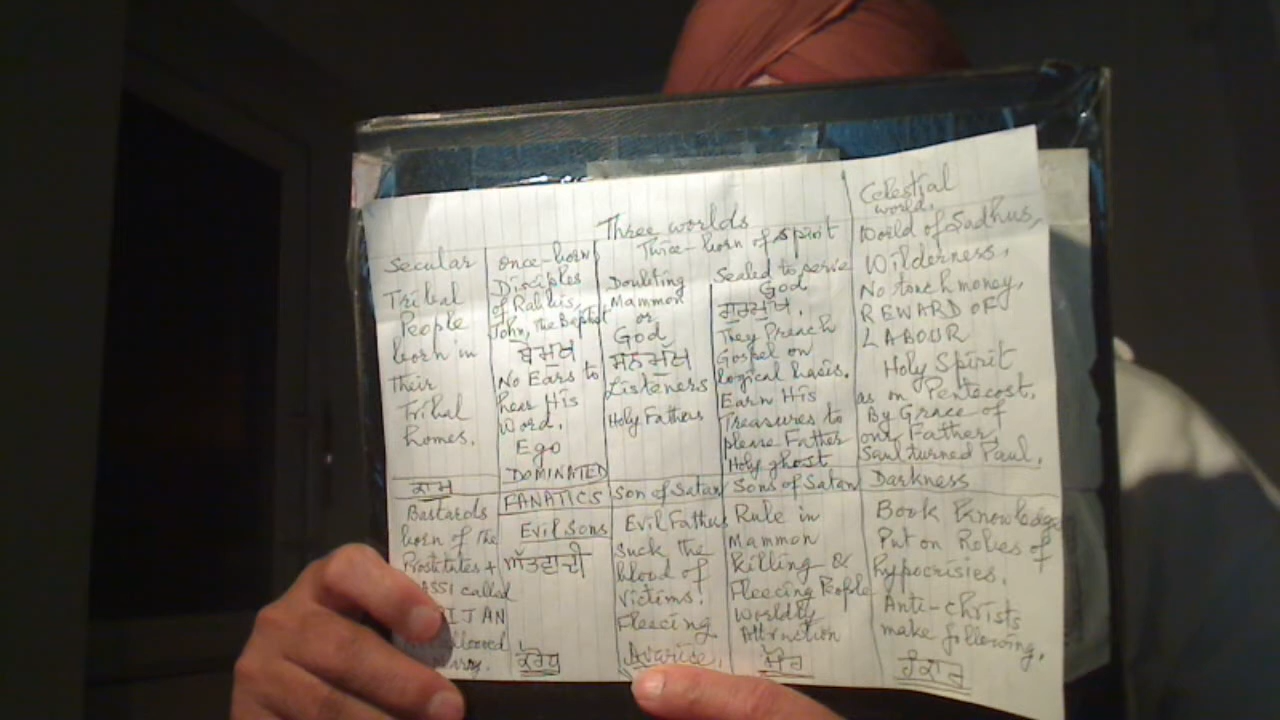 Three worlds
Twice-born of spirit
Celestial
world.
Secular
Tribal
People
born in
Their
Tribal
homes.
ਕਾਮ
Bastards
born of the
Prostitutes +
ASSI called
Once-born
Disciples
of Rabbis,
John, the Baptist
ਬੇਮੁਖ
No Ears to
hear His
Word.
Ego
DOMINATED
FANATICS
Evil Sons
ਅੱਤਵਾਦੀ
ਕ੍ਰੋਧ
Doubting
Mammon
or
God
ਮਨਮੁੱਖ
Listeners
Holy Fathers
Son of Satan
Evil Fathers
Suck the
blood of
victims.
Fleecing
Avarice.
Sealed to serve
God
ਗੁਰਮੁਖ.
They Preach
Gospel on
logical basis.
Earn His
Treasures to
please Father
Holy ghost
Sons of Satan
Rule in
Mammon
killing &
Fleecing People
Worldly
Attraction
ਮੋਹ
World of Sadhus,
Wilderness,
No touch money,
REWARD OF
LABOUR
Holy Spirit
as on Pentecost.
By Grace of
our Father,
Saul turned Paul.
Darkness
Book Knowledge
Put on Robes of
hypocrisies.
Anti-christs
make following.
ਹੰਕਾਰ